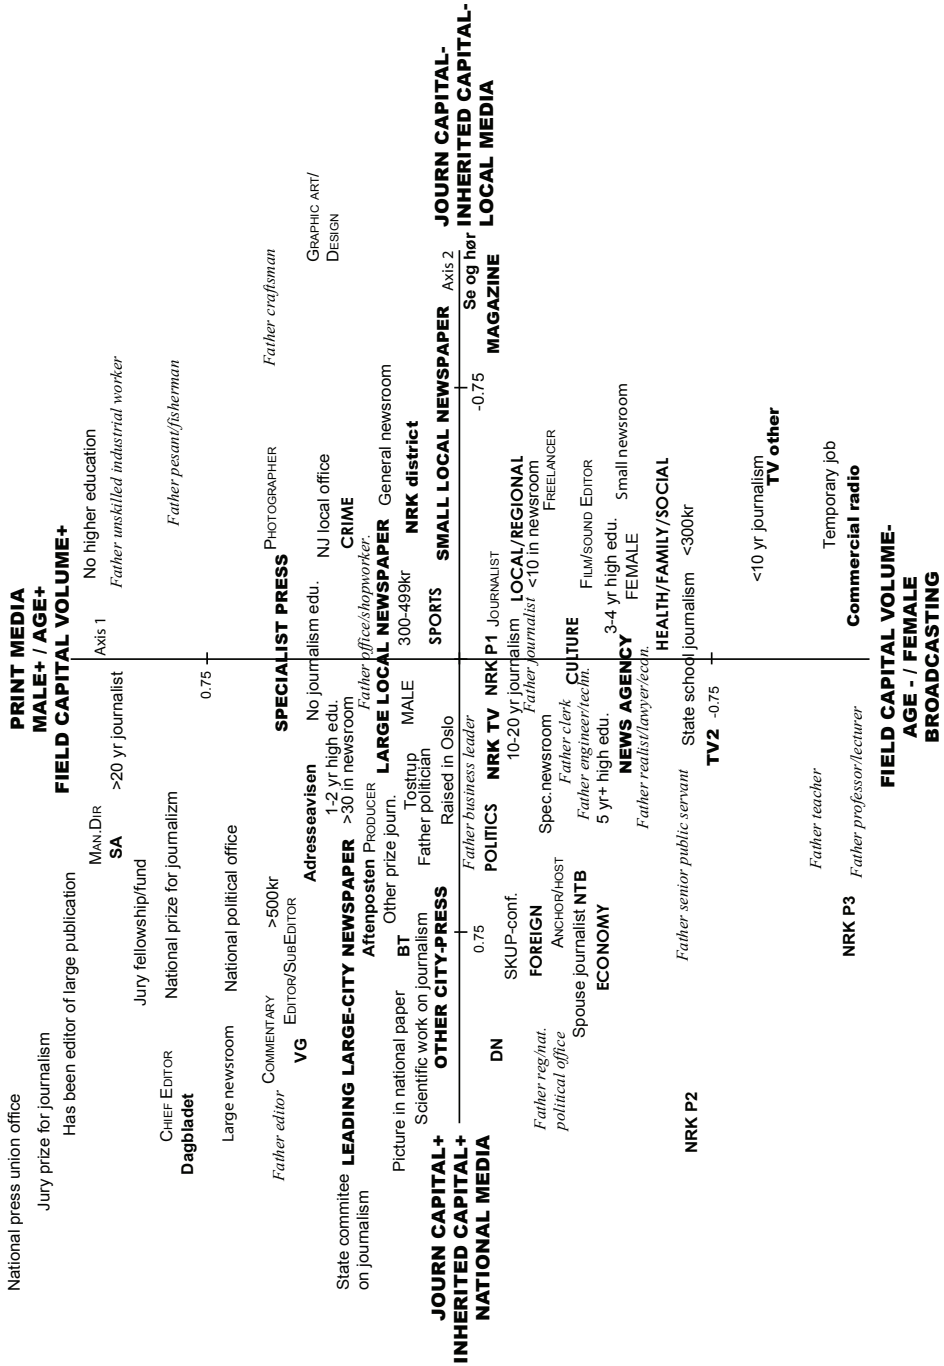 National press union office
PRINT MEDIA
MALE+ / AGE+
FIELD CAPITAL VOLUME+
Jury prize for journalism
Has been editor of large publication
Man.Dir
SA
>20 yr journalist
Axis 1
No higher education
Father unskilled industrial worker
Jury fellowship/fund
Chief Editor
Dagbladet
National prize for journalizm
Father pesant/fisherman
0.75
Large newsroom
National political office
Father editor
Commentary
>500kr
Editor/SubEditor
VG
SPECIALIST PRESS
Photographer
Father craftsman
Adresseavisen
No journalism edu.
NJ local office
Graphic art/
Design
1-2 yr high edu.
CRIME
State commitee
on journalism
LEADING LARGE-CITY NEWSPAPER
>30 in newsroom
Father office/shopworker.
Aftenposten
Producer
LARGE LOCAL NEWSPAPER
General newsroom
Other prize journ.
Picture in national paper
BT
Tostrup
MALE
300-499kr
NRK district
Scientific work on journalism
Father politician
OTHER CITY-PRESS
Raised in Oslo
SPORTS
SMALL LOCAL NEWSPAPER
Axis 2
JOURN CAPITAL+
INHERITED CAPITAL+
NATIONAL MEDIA
JOURN CAPITAL-
INHERITED CAPITAL-
LOCAL MEDIA
0.75
Father business leader
-0.75
Se og hør
MAGAZINE
DN
POLITICS
NRK TV
NRK P1
Journalist
SKUP-conf.
10-20 yr journalism
LOCAL/REGIONAL
Father journalist
<10 in newsroom
FOREIGN
Spec.newsroom
Freelancer
Father reg/nat.
political office
Anchor/host
Father clerk
CULTURE
Spouse journalist
NTB
Father engineer/techn.
Film/sound Editor
ECONOMY
5 yr+ high edu.
3-4 yr high edu.
Small newsroom
NEWS AGENCY
FEMALE
Father realist/lawyer/econ.
HEALTH/FAMILY/SOCIAL
NRK P2
Father senior public servant
State school journalism
<300kr
TV2
-0.75
<10 yr journalism
TV other
Father teacher
Temporary job
NRK P3
Father professor/lecturer
Commercial radio
FIELD CAPITAL VOLUME-
AGE - / FEMALE
BROADCASTING